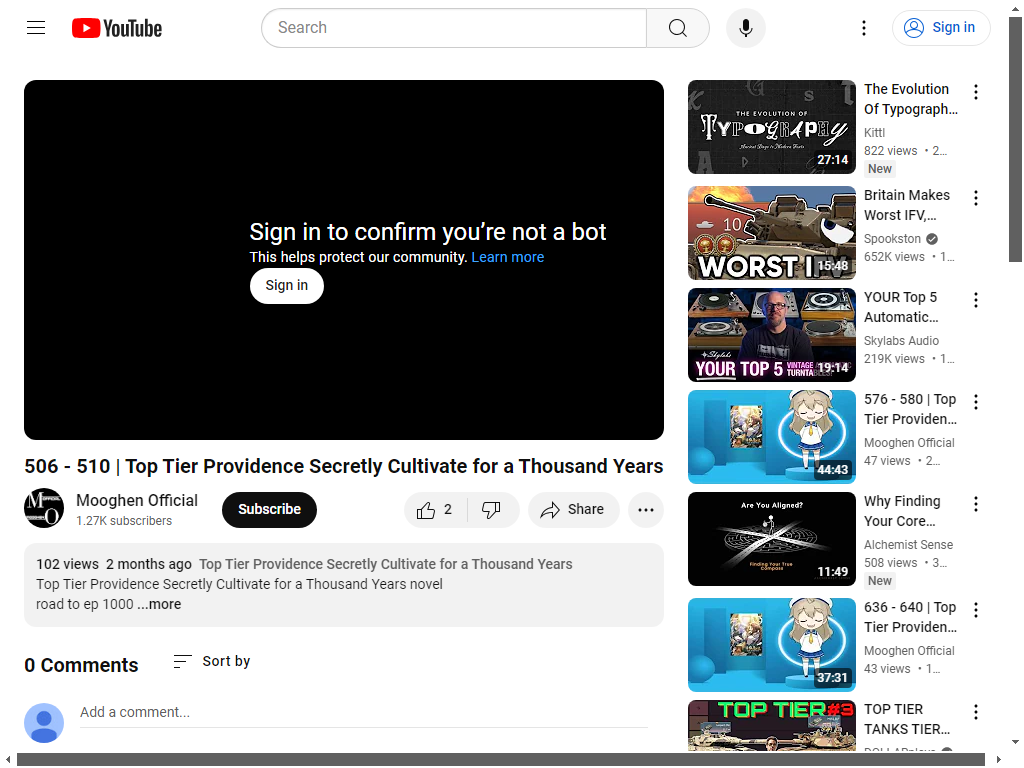 YouTube
Search
Sign in
Sign in to confirm you're not a bot
This helps protect our community. Learn more
Sign in
506 - 510 | Top Tier Providence Secretly Cultivate for a Thousand Years
Mooghen Official
1.27K subscribers
Subscribe
2
Share
102 views 2 months ago Top Tier Providence Secretly Cultivate for a Thousand Years
Top Tier Providence Secretly Cultivate for a Thousand Years novel
road to ep 1000 ...more
0 Comments
Sort by
Add a comment...
THE EVOLUTION OF
TYPOGRAPHY
Ancient Days to Modern Fonts
27:14
The Evolution
Of Typograph...
Kittl
822 views • 2...
New
10
WORST IFV
15:48
Britain Makes
Worst IFV,...
Spookston
652K views • 1...
Skylabs
YOUR TOP 5
VINTAGE
19:14
YOUR Top 5
Automatic...
Skylabs Audio
219K views • 1...
44:43
576 - 580 | Top
Tier Providen...
Mooghen Official
47 views • 2...
Are You Aligned?
Finding Your True
Compass
11:49
Why Finding
Your Core...
Alchemist Sense
508 views • 3...
New
37:31
636 - 640 | Top
Tier Providen...
Mooghen Official
43 views • 1...
TOP TIER#3
TOP TIER
TANKS TIER...